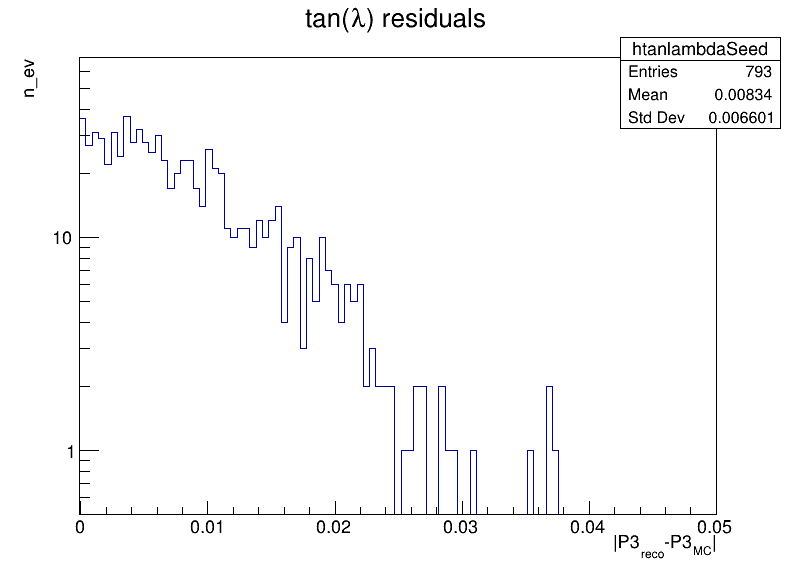 tan(λ) residuals
htanlambdaSeed
Entries 793
Mean 0.00834
Std Dev 0.006601
n_ev
10
1
0 0.01 0.02 0.03 0.04 0.05
|P3reco-P3MC|